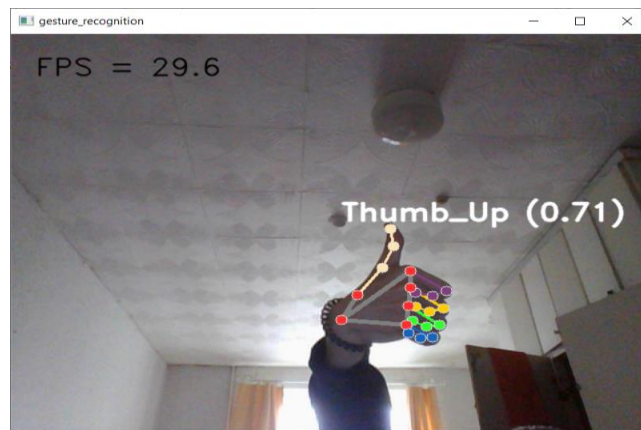 gesture_recognition
FPS = 29.6
Thumb_Up (0.71)